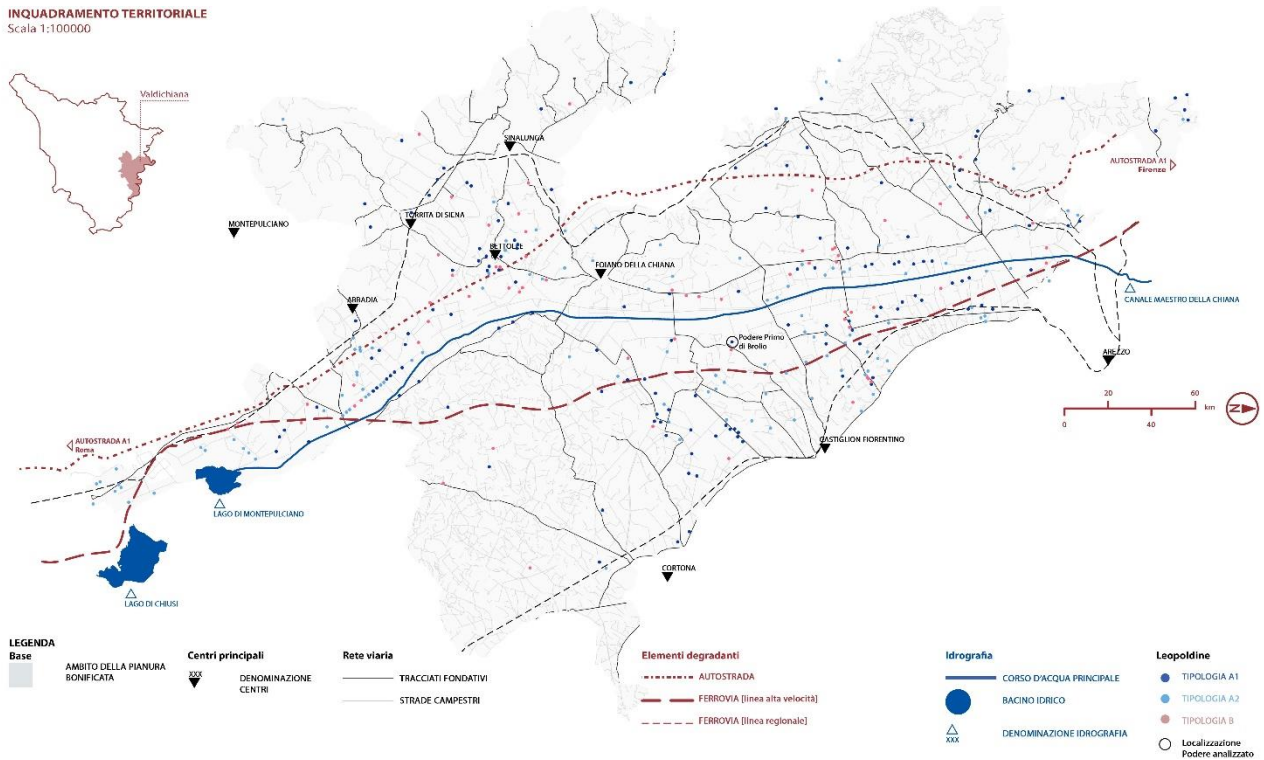 INQUADRAMENTO TERRITORIALE
Scala 1:100000
Valdichiana
MONTEPULCIANO
SINALUNGA
TORRITA DI SIENA
BETTOLLE
ABBADIA
FOIANO DELLA CHIANA
AUTOSTRADA A1
Firenze
CANALE MAESTRO DELLA CHIANA
Podere Primo
di Brolio
AREZZO
20
60
km
0
40
N
CASTIGLION FIORENTINO
AUTOSTRADA A1
Roma
LAGO DI MONTEPULCIANO
CORTONA
LAGO DI CHIUSI
LEGENDA
Base
AMBITO DELLA PIANURA
BONIFICATA
Centri principali
XXX
DENOMINAZIONE
CENTRI
Rete viaria
TRACCIATI FONDATIVI
STRADE CAMPESTRI
Elementi degradanti
AUTOSTRADA
FERROVIA [linea alta velocità]
FERROVIA [linea regionale]
Idrografia
CORSO D'ACQUA PRINCIPALE
BACINO IDRICO
DENOMINAZIONE IDROGRAFIA
XXX
Leopoldine
TIPOLOGIA A1
TIPOLOGIA A2
TIPOLOGIA B
Localizzazione
Podere analizzato